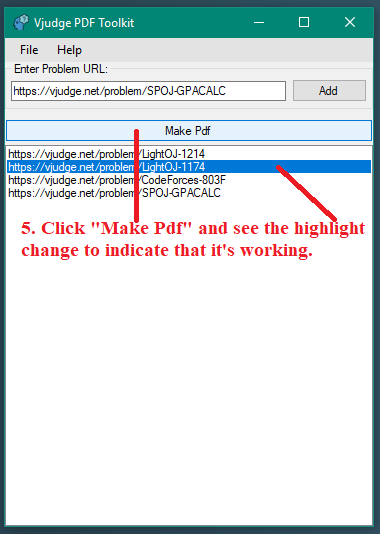 Vjudge PDF Toolkit
File Help
Enter Problem URL:
https://vjudge.net/problem/SPOJ-GPACALC Add
Make Pdf
https://vjudge.net/problem/LightOJ-1214
https://vjudge.net/problem/LightOJ-1174
https://vjudge.net/problem/CodeForces-803F
https://vjudge.net/problem/SPOJ-GPACALC
5. Click "Make Pdf" and see the highlight
change to indicate that it's working.